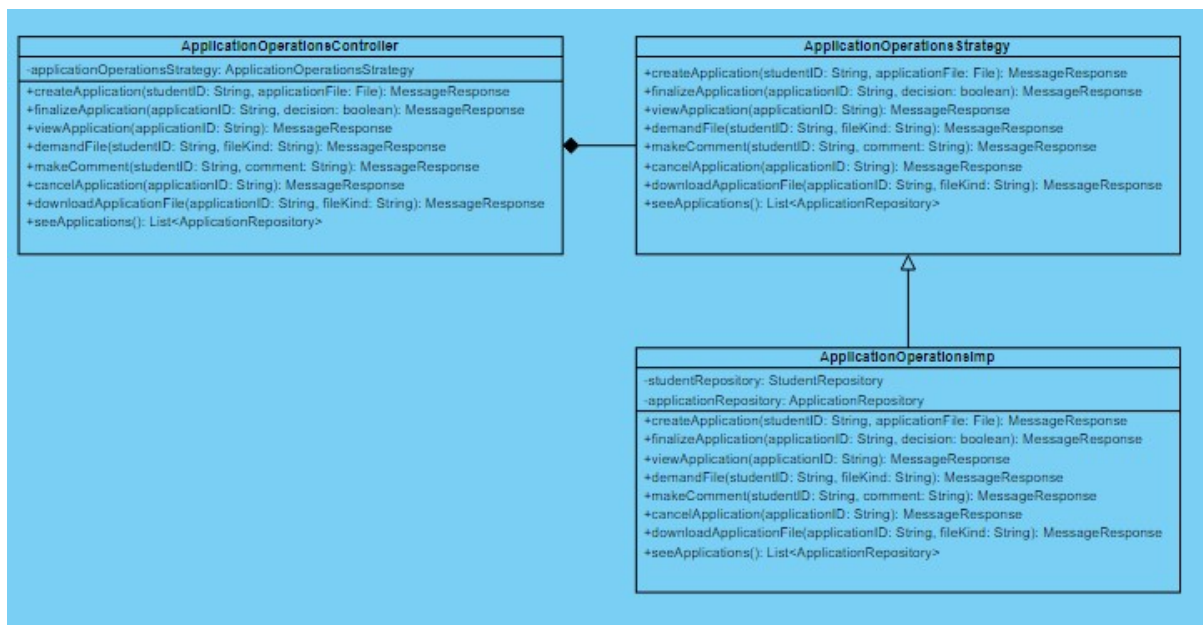 ApplicationOperationsController
-applicationOperationsStrategy: ApplicationOperationsStrategy
+createApplication(studentID: String, applicationFile: File): MessageResponse
+finalizeApplication(applicationID: String, decision: boolean): MessageResponse
+viewApplication(applicationID: String): MessageResponse
+demandFile(studentID: String, fileKind: String): MessageResponse
+makeComment(studentID: String, comment: String): MessageResponse
+cancelApplication(applicationID: String): MessageResponse
+downloadApplicationFile(applicationID: String, fileKind: String): MessageResponse
+seeApplications(): List<ApplicationRepository>
ApplicationOperationsStrategy
+createApplication(studentID: String, applicationFile: File): MessageResponse
+finalizeApplication(applicationID: String, decision: boolean): MessageResponse
+viewApplication(applicationID: String): MessageResponse
+demandFile(studentID: String, fileKind: String): MessageResponse
+makeComment(studentID: String, comment: String): MessageResponse
+cancelApplication(applicationID: String): MessageResponse
+downloadApplicationFile(applicationID: String, fileKind: String): MessageResponse
+seeApplications(): List<ApplicationRepository>
ApplicationOperationsImp
-studentRepository: StudentRepository
-applicationRepository: ApplicationRepository
+createApplication(studentID: String, applicationFile: File): MessageResponse
+finalizeApplication(applicationID: String, decision: boolean): MessageResponse
+viewApplication(applicationID: String): MessageResponse
+demandFile(studentID: String, fileKind: String): MessageResponse
+makeComment(studentID: String, comment: String): MessageResponse
+cancelApplication(applicationID: String): MessageResponse
+downloadApplicationFile(applicationID: String, fileKind: String): MessageResponse
+seeApplications(): List<ApplicationRepository>